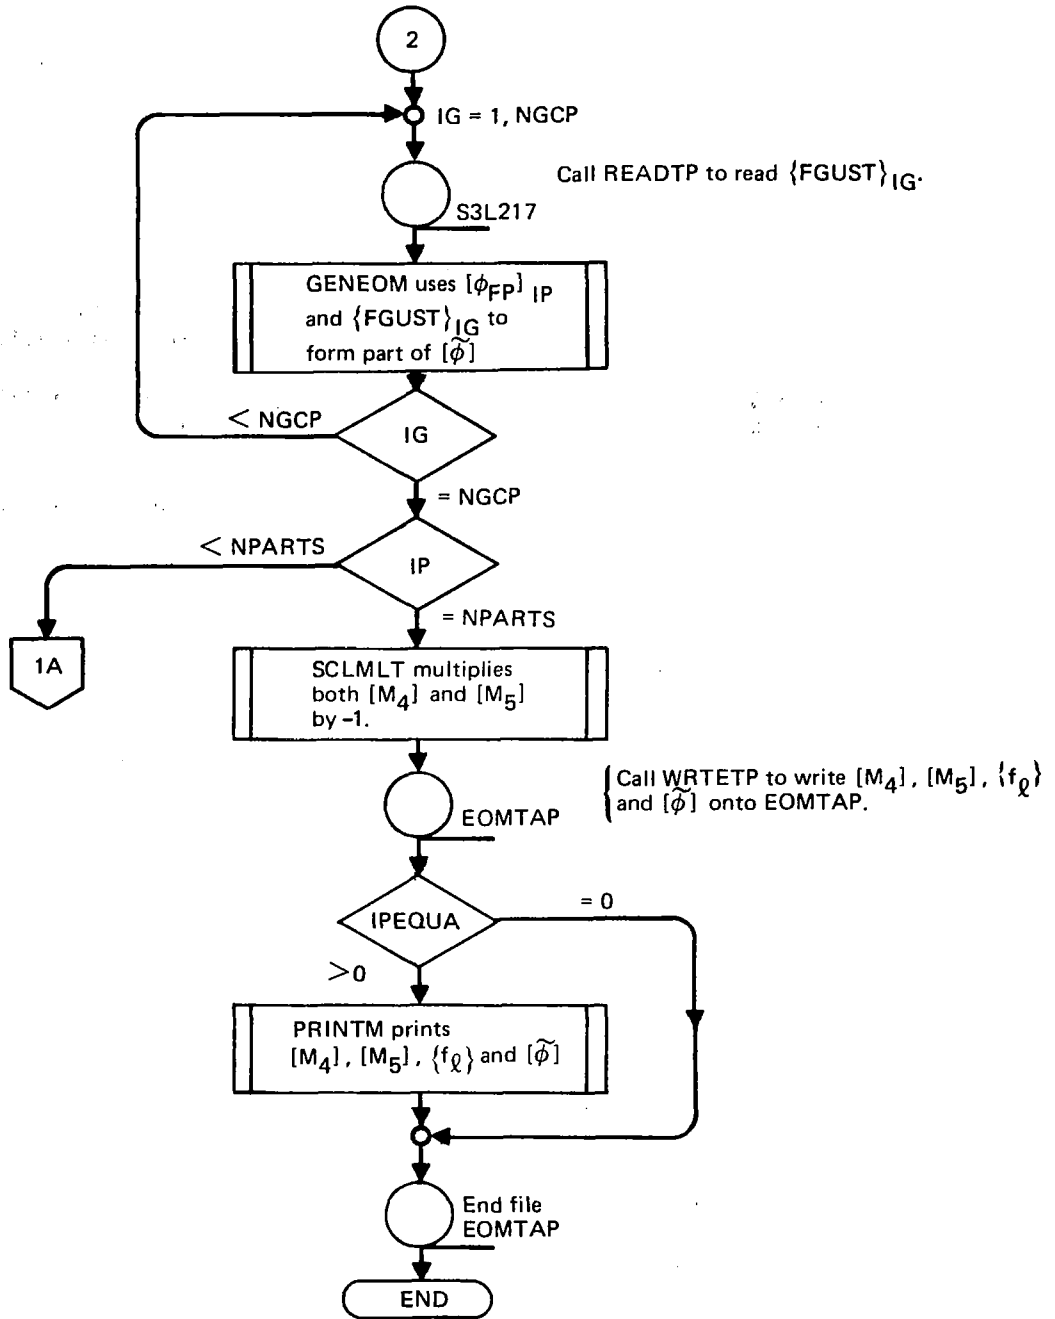 2
IG = 1, NGCP
Call READTP to read {FGUST}IG.
S3L217
GENEOM uses [ϕFP] IP
and {FGUST}IG to
form part of [ϕ̃]
< NGCP
IG
= NGCP
< NPARTS
IP
= NPARTS
1A
SCLMLT multiplies
both [M4] and [M5]
by -1.
Call WRTETP to write [M4], [M5], {fℓ}
and [ϕ̃] onto EOMTAP.
EOMTAP
= 0
IPEQUA
>0
PRINTM prints
[M4], [M5], {fℓ} and [ϕ̃]
End file
EOMTAP
END